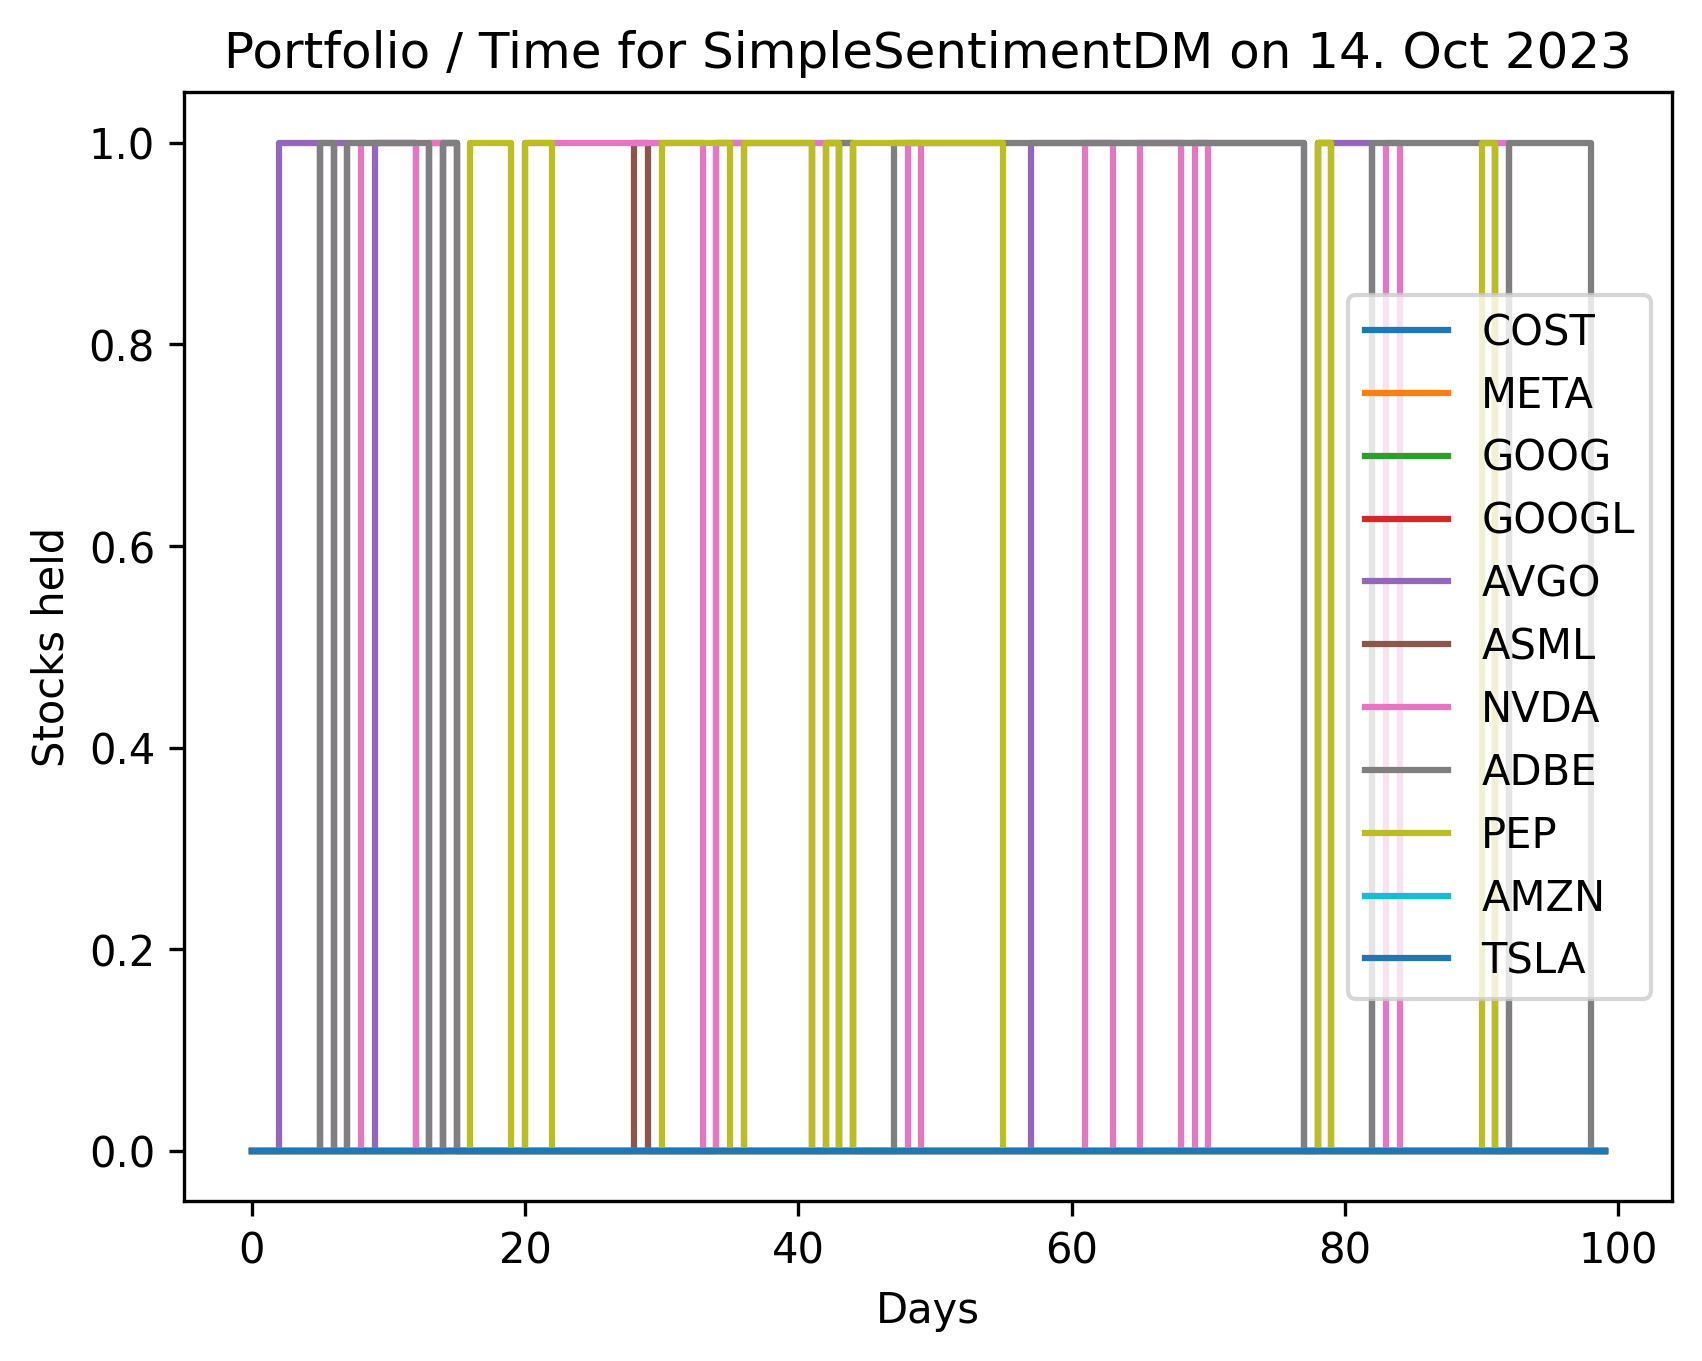 Portfolio / Time for SimpleSentimentDM on 14. Oct 2023
1.0
0.8
0.6
0.4
0.2
0.0
Stocks held
COST
META
GOOG
GOOGL
AVGO
ASML
NVDA
ADBE
PEP
AMZN
TSLA
0 20 40 60 80 100
Days